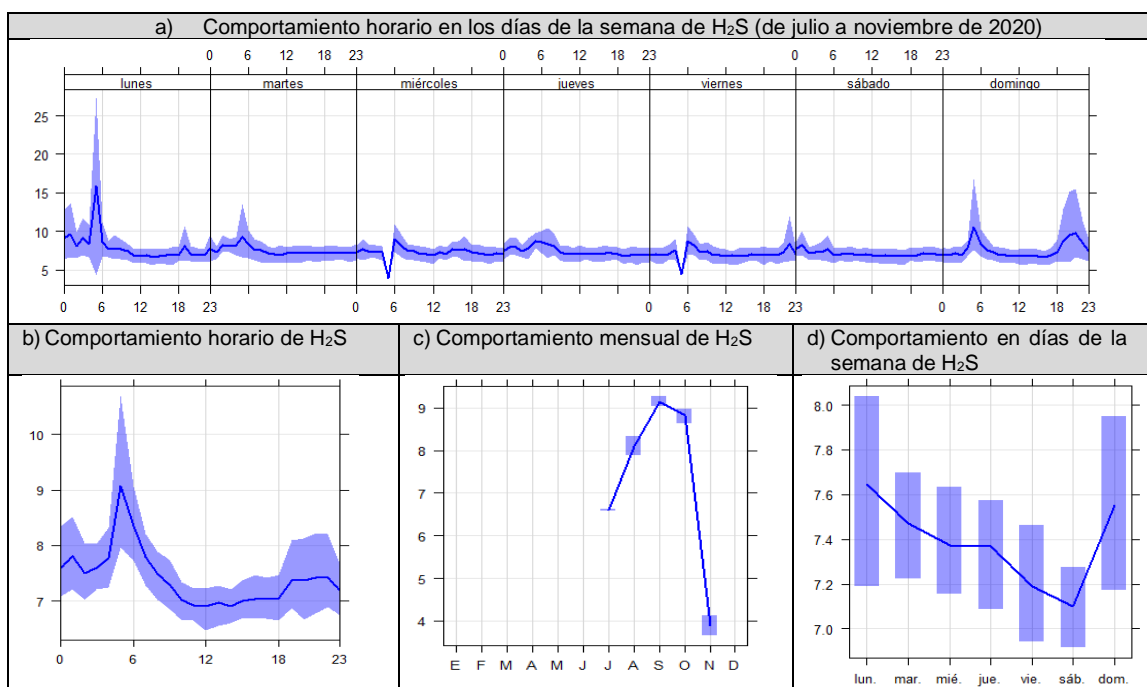 a) Comportamiento horario en los días de la semana de H₂S (de julio a noviembre de 2020)
0 6 12 18 23 0 6 12 18 23 0 6 12 18 23
lunes martes miércoles jueves viernes sábado domingo
25
20
15
10
5
0 6 12 18 23 0 6 12 18 23 0 6 12 18 23 0 6 12 18 23
b) Comportamiento horario de H₂S
10
9
8
7
0 6 12 18 23
c) Comportamiento mensual de H₂S
9
8
7
6
5
4
E F M A M J J A S O N D
d) Comportamiento en días de la
semana de H₂S
8.0
7.8
7.6
7.4
7.2
7.0
lun. mar. mié. jue. vie. sáb. dom.